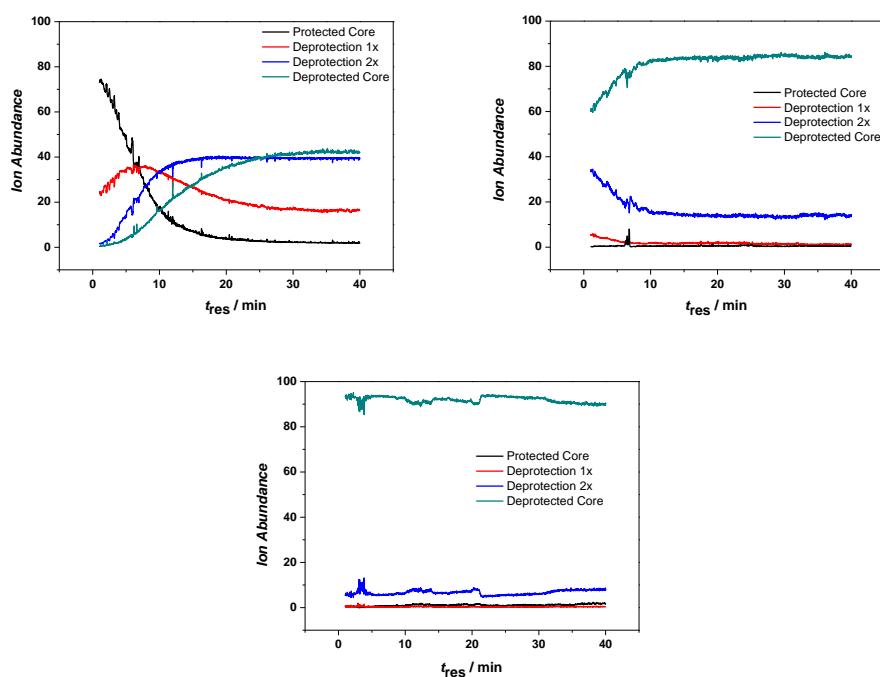 Protected Core
Deprotection 1x
Deprotection 2x
Deprotected Core
100
80
60
40
20
0
Ion Abundance
0 10 20 30 40
tres / min
Protected Core
Deprotection 1x
Deprotection 2x
Deprotected Core
100
80
60
40
20
0
Ion Abundance
0 10 20 30 40
tres / min
Protected Core
Deprotection 1x
Deprotection 2x
Deprotected Core
100
80
60
40
20
0
Ion Abundance
0 10 20 30 40
tres / min